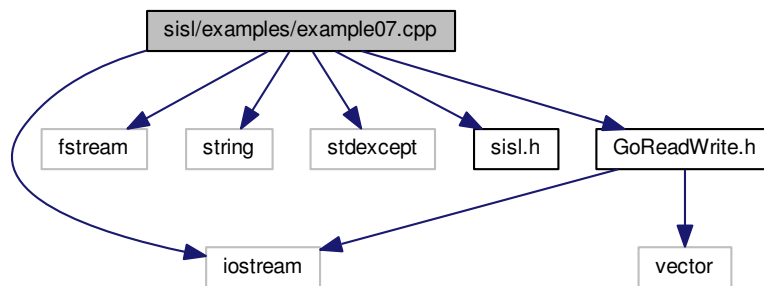 sisl/examples/example07.cpp
fstream
string
stdexcept
sisl.h
GoReadWrite.h
iostream
vector